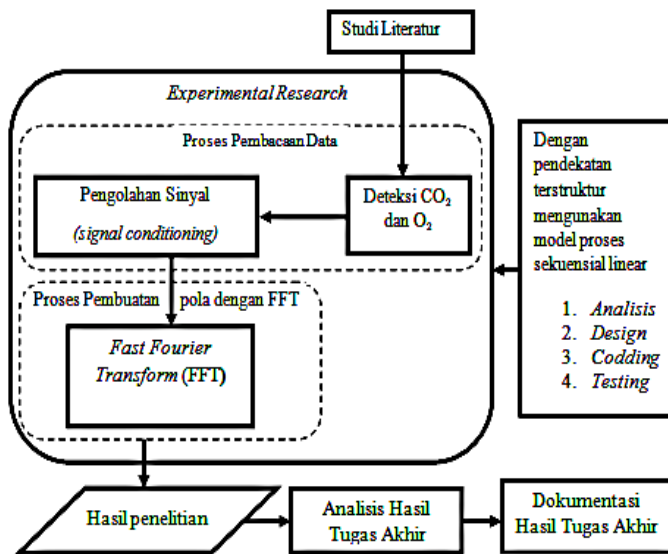 Studi Literatur
Experimental Research
Proses Pembacaan Data
Pengolahan Sinyal
(signal conditioning)
Deteksi CO₂
dan O₂
Proses Pembuatan pola dengan FFT
Fast Fourier
Transform (FFT)
Dengan
pendekatan
terstruktur
mengunakan
model proses
sekuensial linear
1. Analisis
2. Design
3. Codding
4. Testing
Hasil penelitian
Analisis Hasil
Tugas Akhir
Dokumentasi
Hasil Tugas Akhir